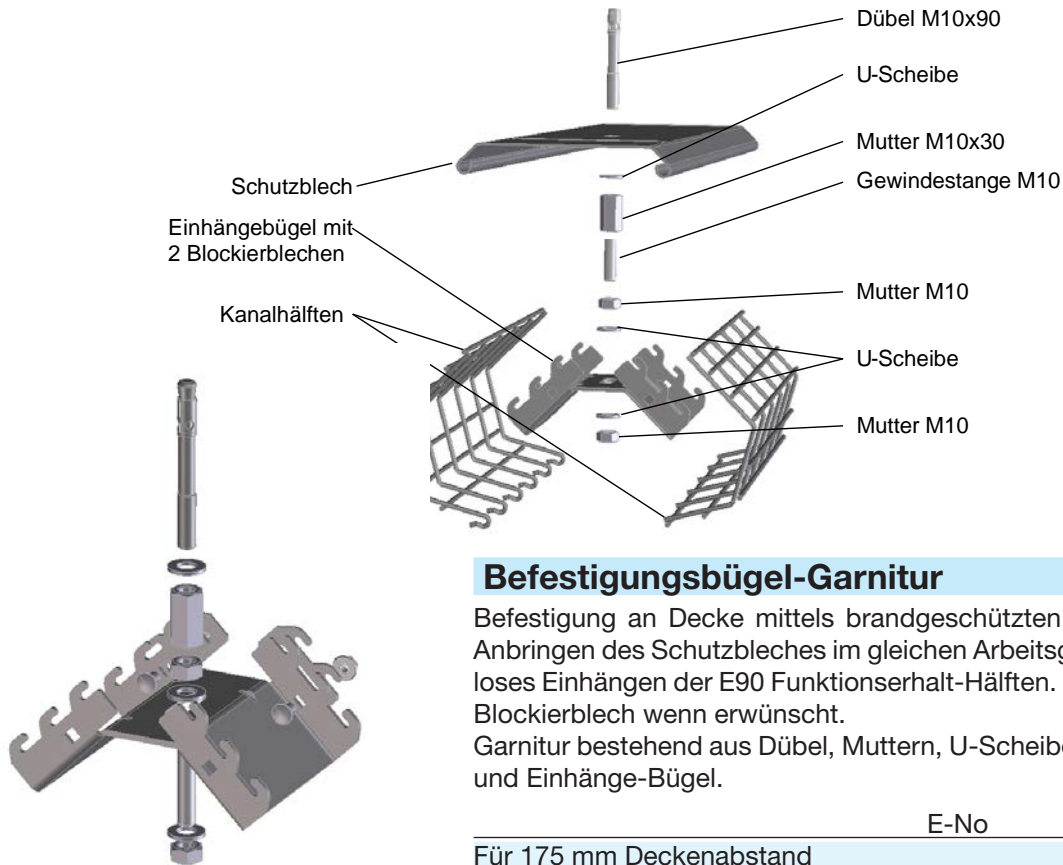 Dübel M10x90
U-Scheibe
Mutter M10x30
Gewindestange M10
Schutzblech
Einhängebügel mit
2 Blockierblechen
Kanalhälften
Mutter M10
U-Scheibe
Mutter M10
Befestigungsbügel-Garnitur
Befestigung an Decke mittels brandgeschützten
Anbringen des Schutzbleches im gleichen Arbeitsg
loses Einhängen der E90 Funktionserhalt-Hälften.
Blockierblech wenn erwünscht.
Garnitur bestehend aus Dübel, Muttern, U-Scheibe
und Einhänge-Bügel.
E-No
Für 175 mm Deckenabstand